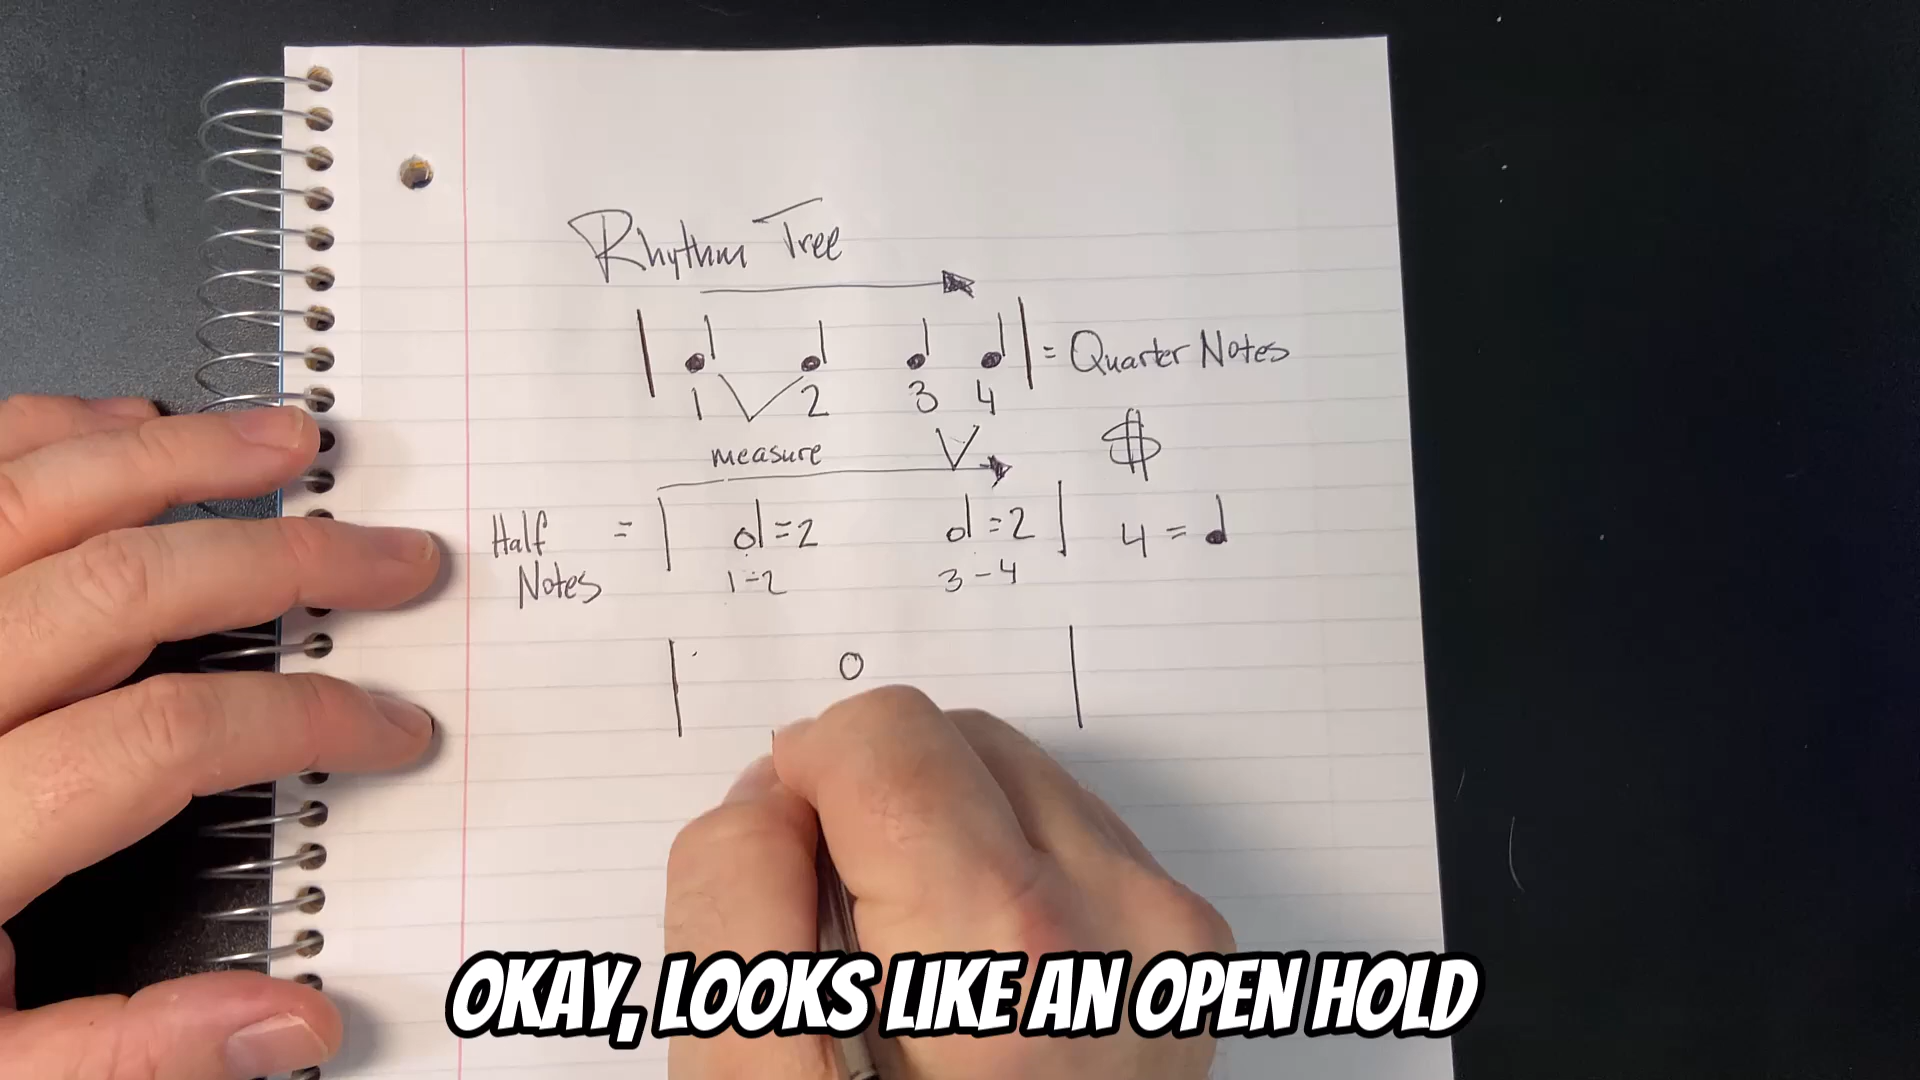 Rhythm Tree
= Quarter Notes
1 2 3 4
measure
$
Half Notes = =2 =2 4 =
1-2 3-4
OKAY, LOOKS LIKE AN OPEN HOLD